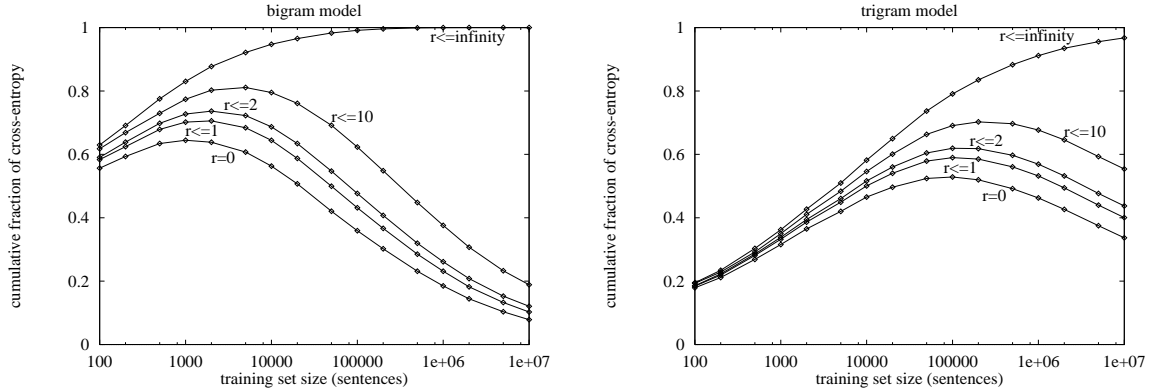 bigram model
cumulative fraction of cross-entropy
1
0.8
0.6
0.4
0.2
0
r<=infinity
r<=10
r<=2
r<=1
r=0
100
1000
10000
100000
1e+06
1e+07
training set size (sentences)
trigram model
cumulative fraction of cross-entropy
1
0.8
0.6
0.4
0.2
0
r<=infinity
r<=10
r<=2
r<=1
r=0
100
1000
10000
100000
1e+06
1e+07
training set size (sentences)